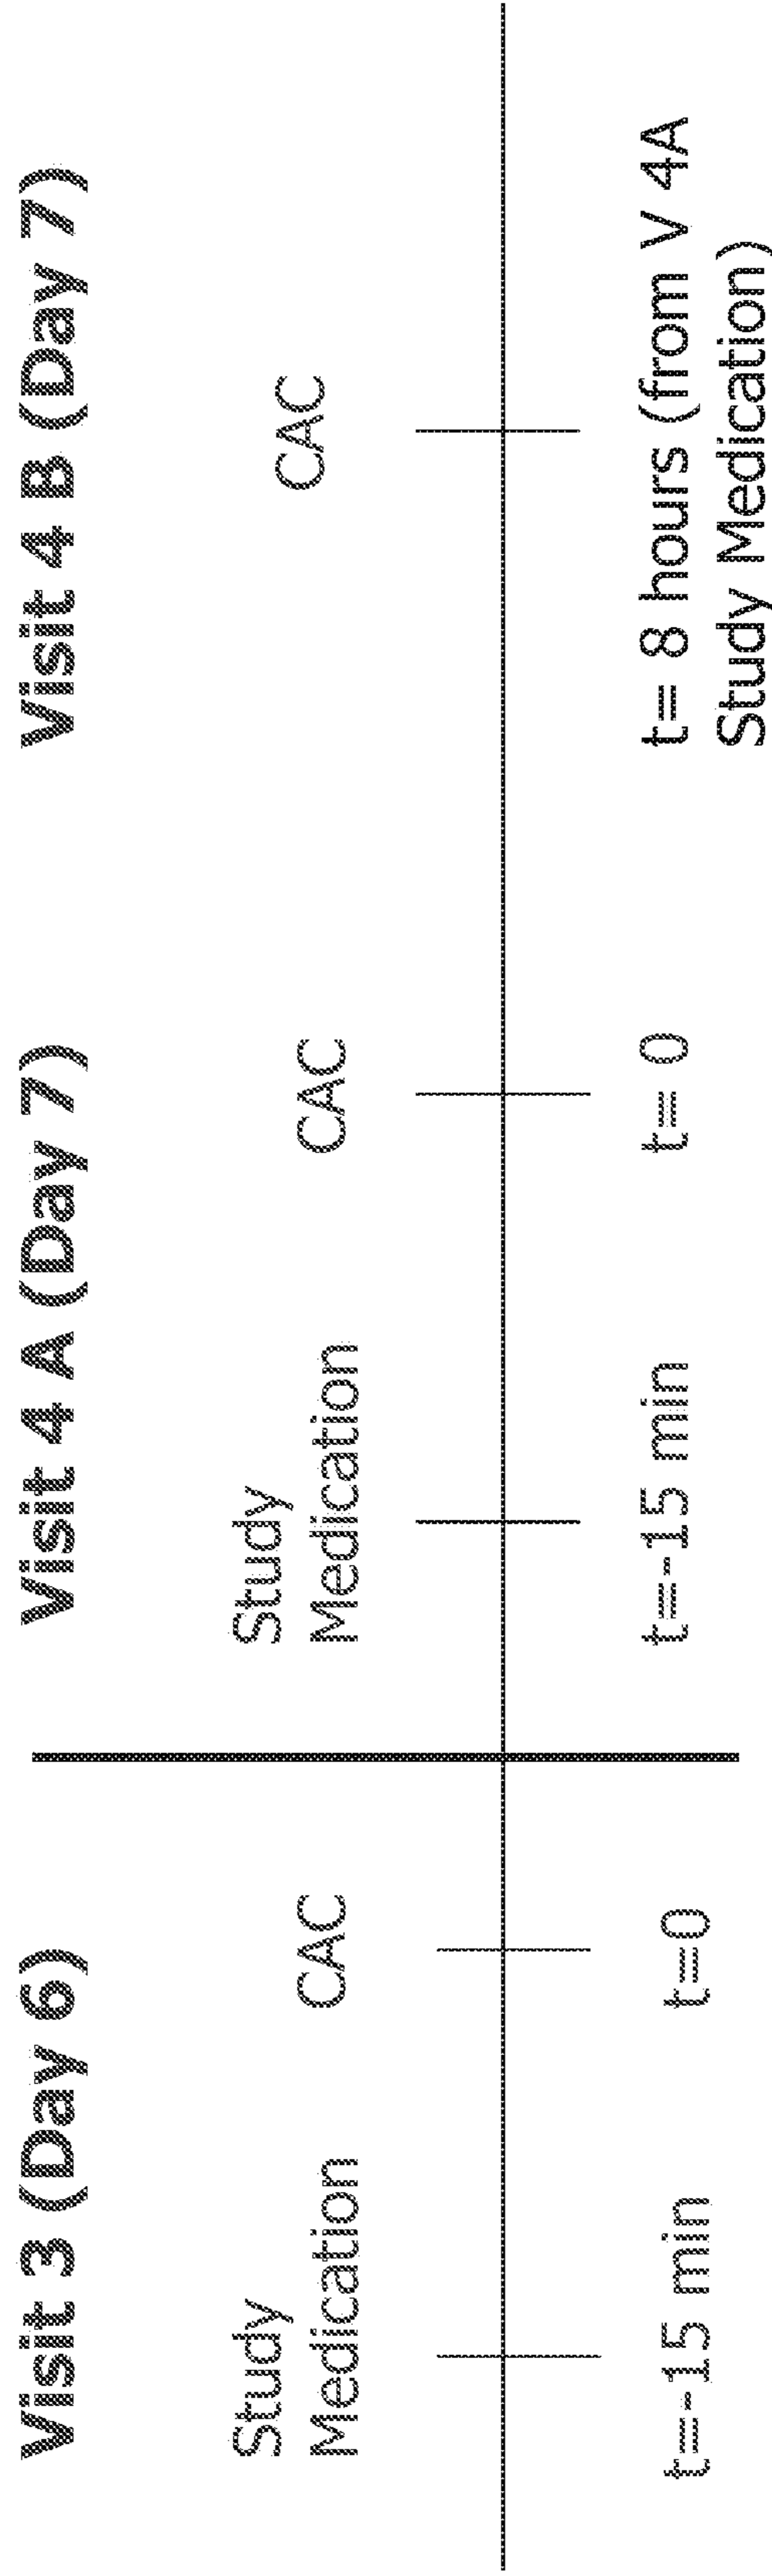 Visit 3 (Day 6)
Study
Medication
CAC
t=-15 min
t=0
Visit 4 A (Day 7)
Study
Medication
CAC
t=-15 min
t= 0
Visit 4 B (Day 7)
CAC
t= 8 hours (from V 4A
Study Medication)